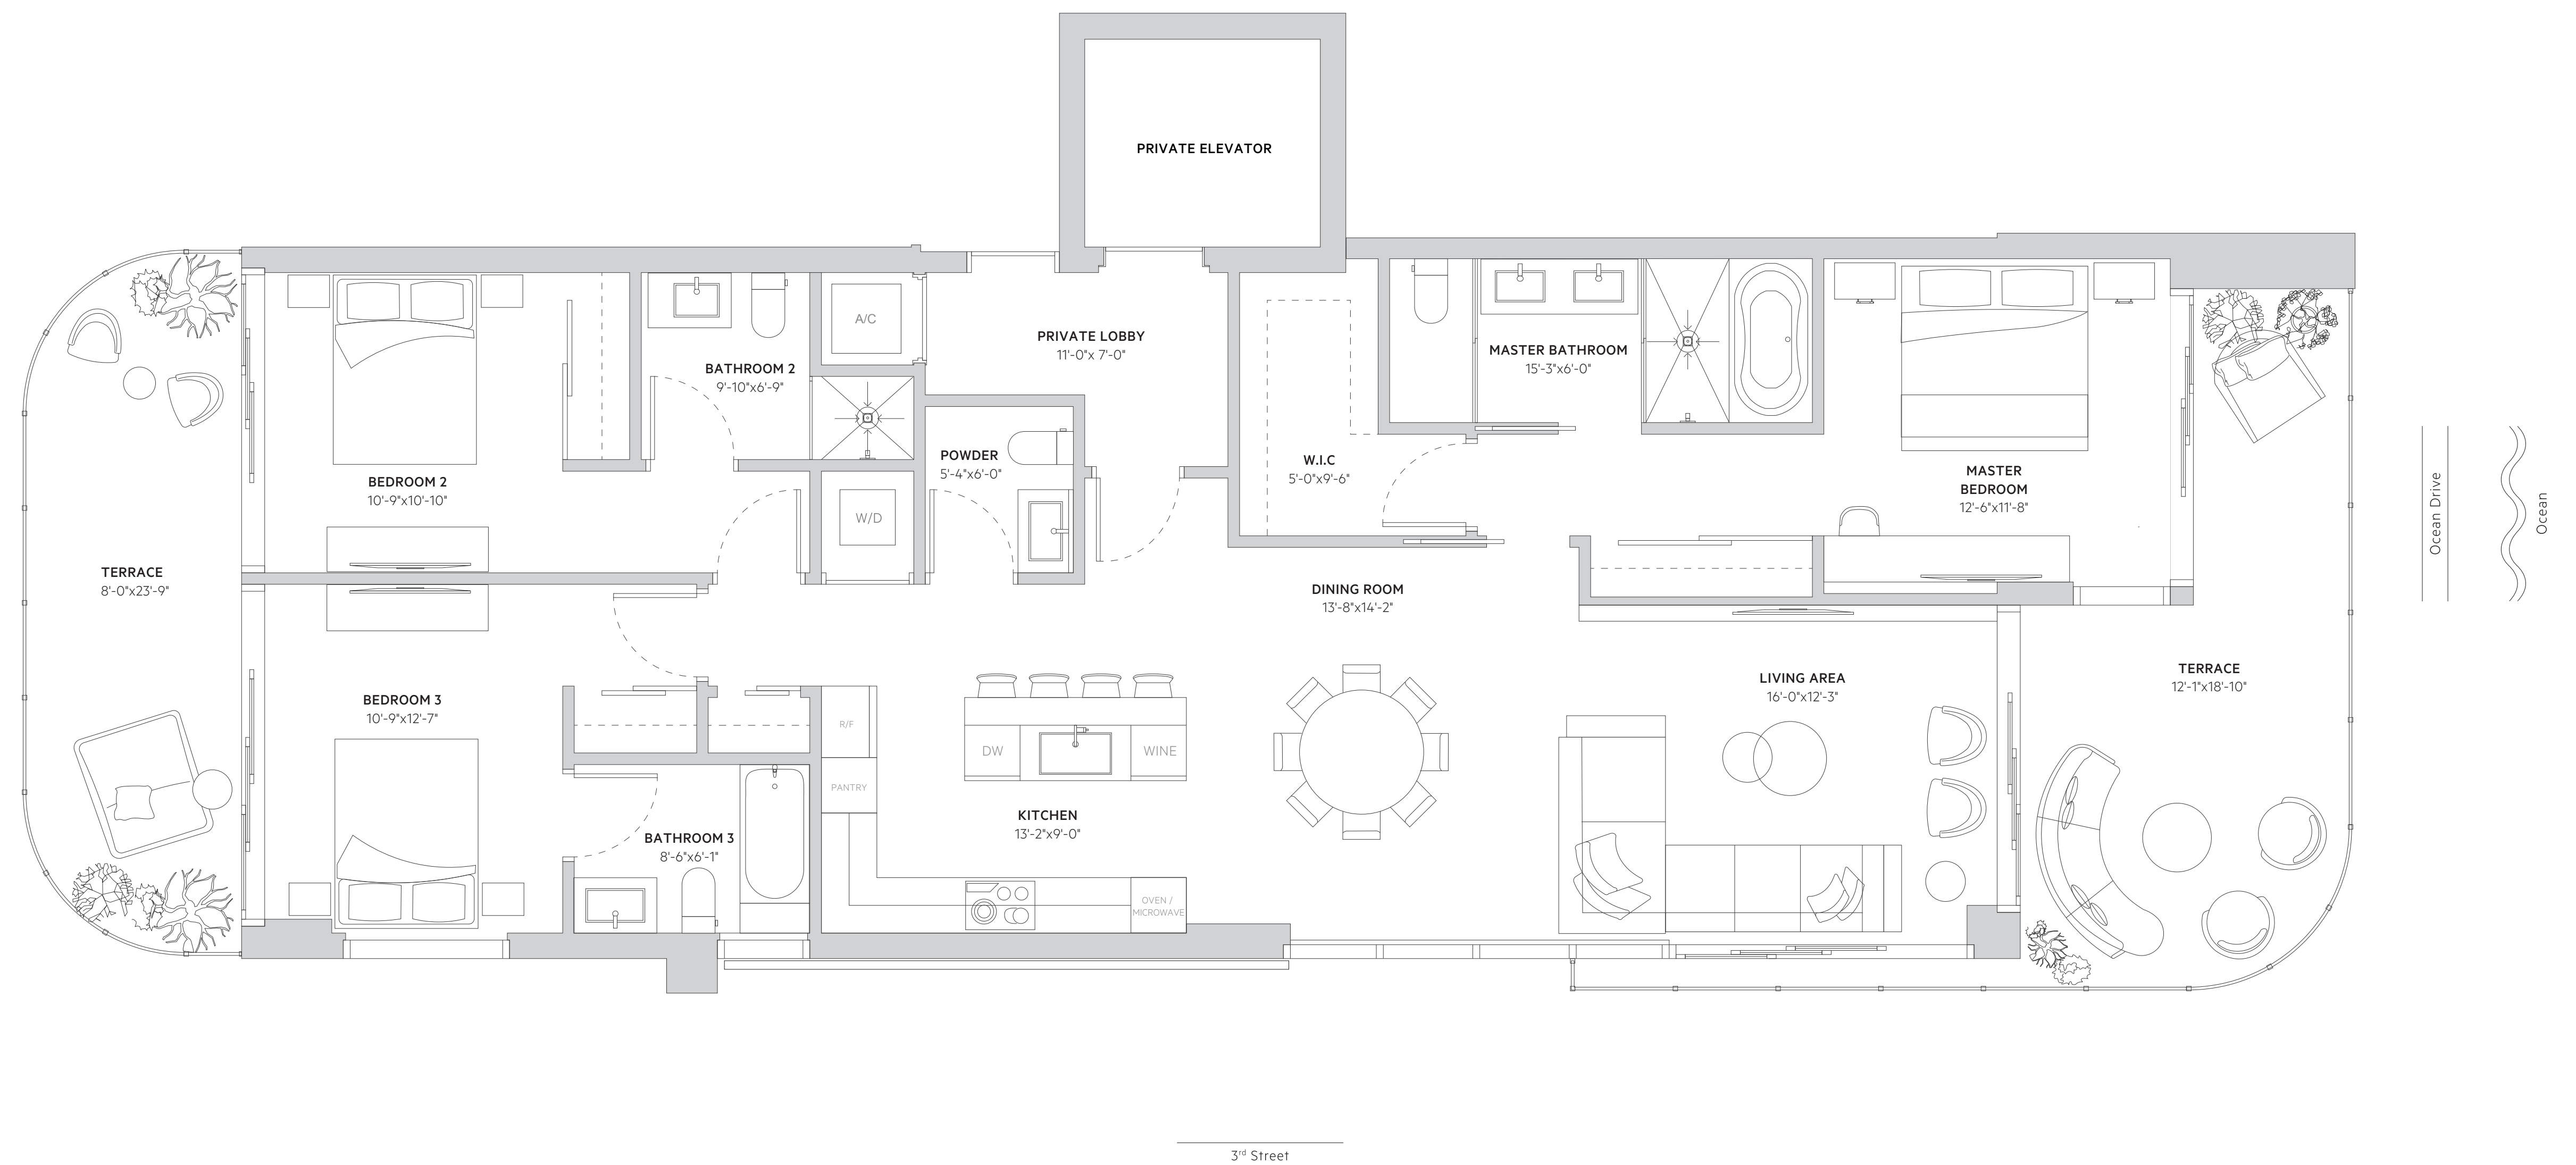 PRIVATE ELEVATOR
A/C
PRIVATE LOBBY
11'-0"x 7'-0"
BATHROOM 2
9'-10"x6'-9"
MASTER BATHROOM
15'-3"x6'-0"
POWDER
5'-4"x6'-0"
W.I.C
5'-0"x9'-6"
BEDROOM 2
10'-9"x10'-10"
MASTER
BEDROOM
12'-6"x11'-8"
W/D
TERRACE
8'-0"x23'-9"
DINING ROOM
13'-8"x14'-2"
Ocean Drive
Ocean
BEDROOM 3
10'-9"x12'-7"
R/F
DW
WINE
LIVING AREA
16'-0"x12'-3"
TERRACE
12'-1"x18'-10"
PANTRY
KITCHEN
13'-2"x9'-0"
BATHROOM 3
8'-6"x6'-1"
OVEN /
MICROWAVE
3rd Street